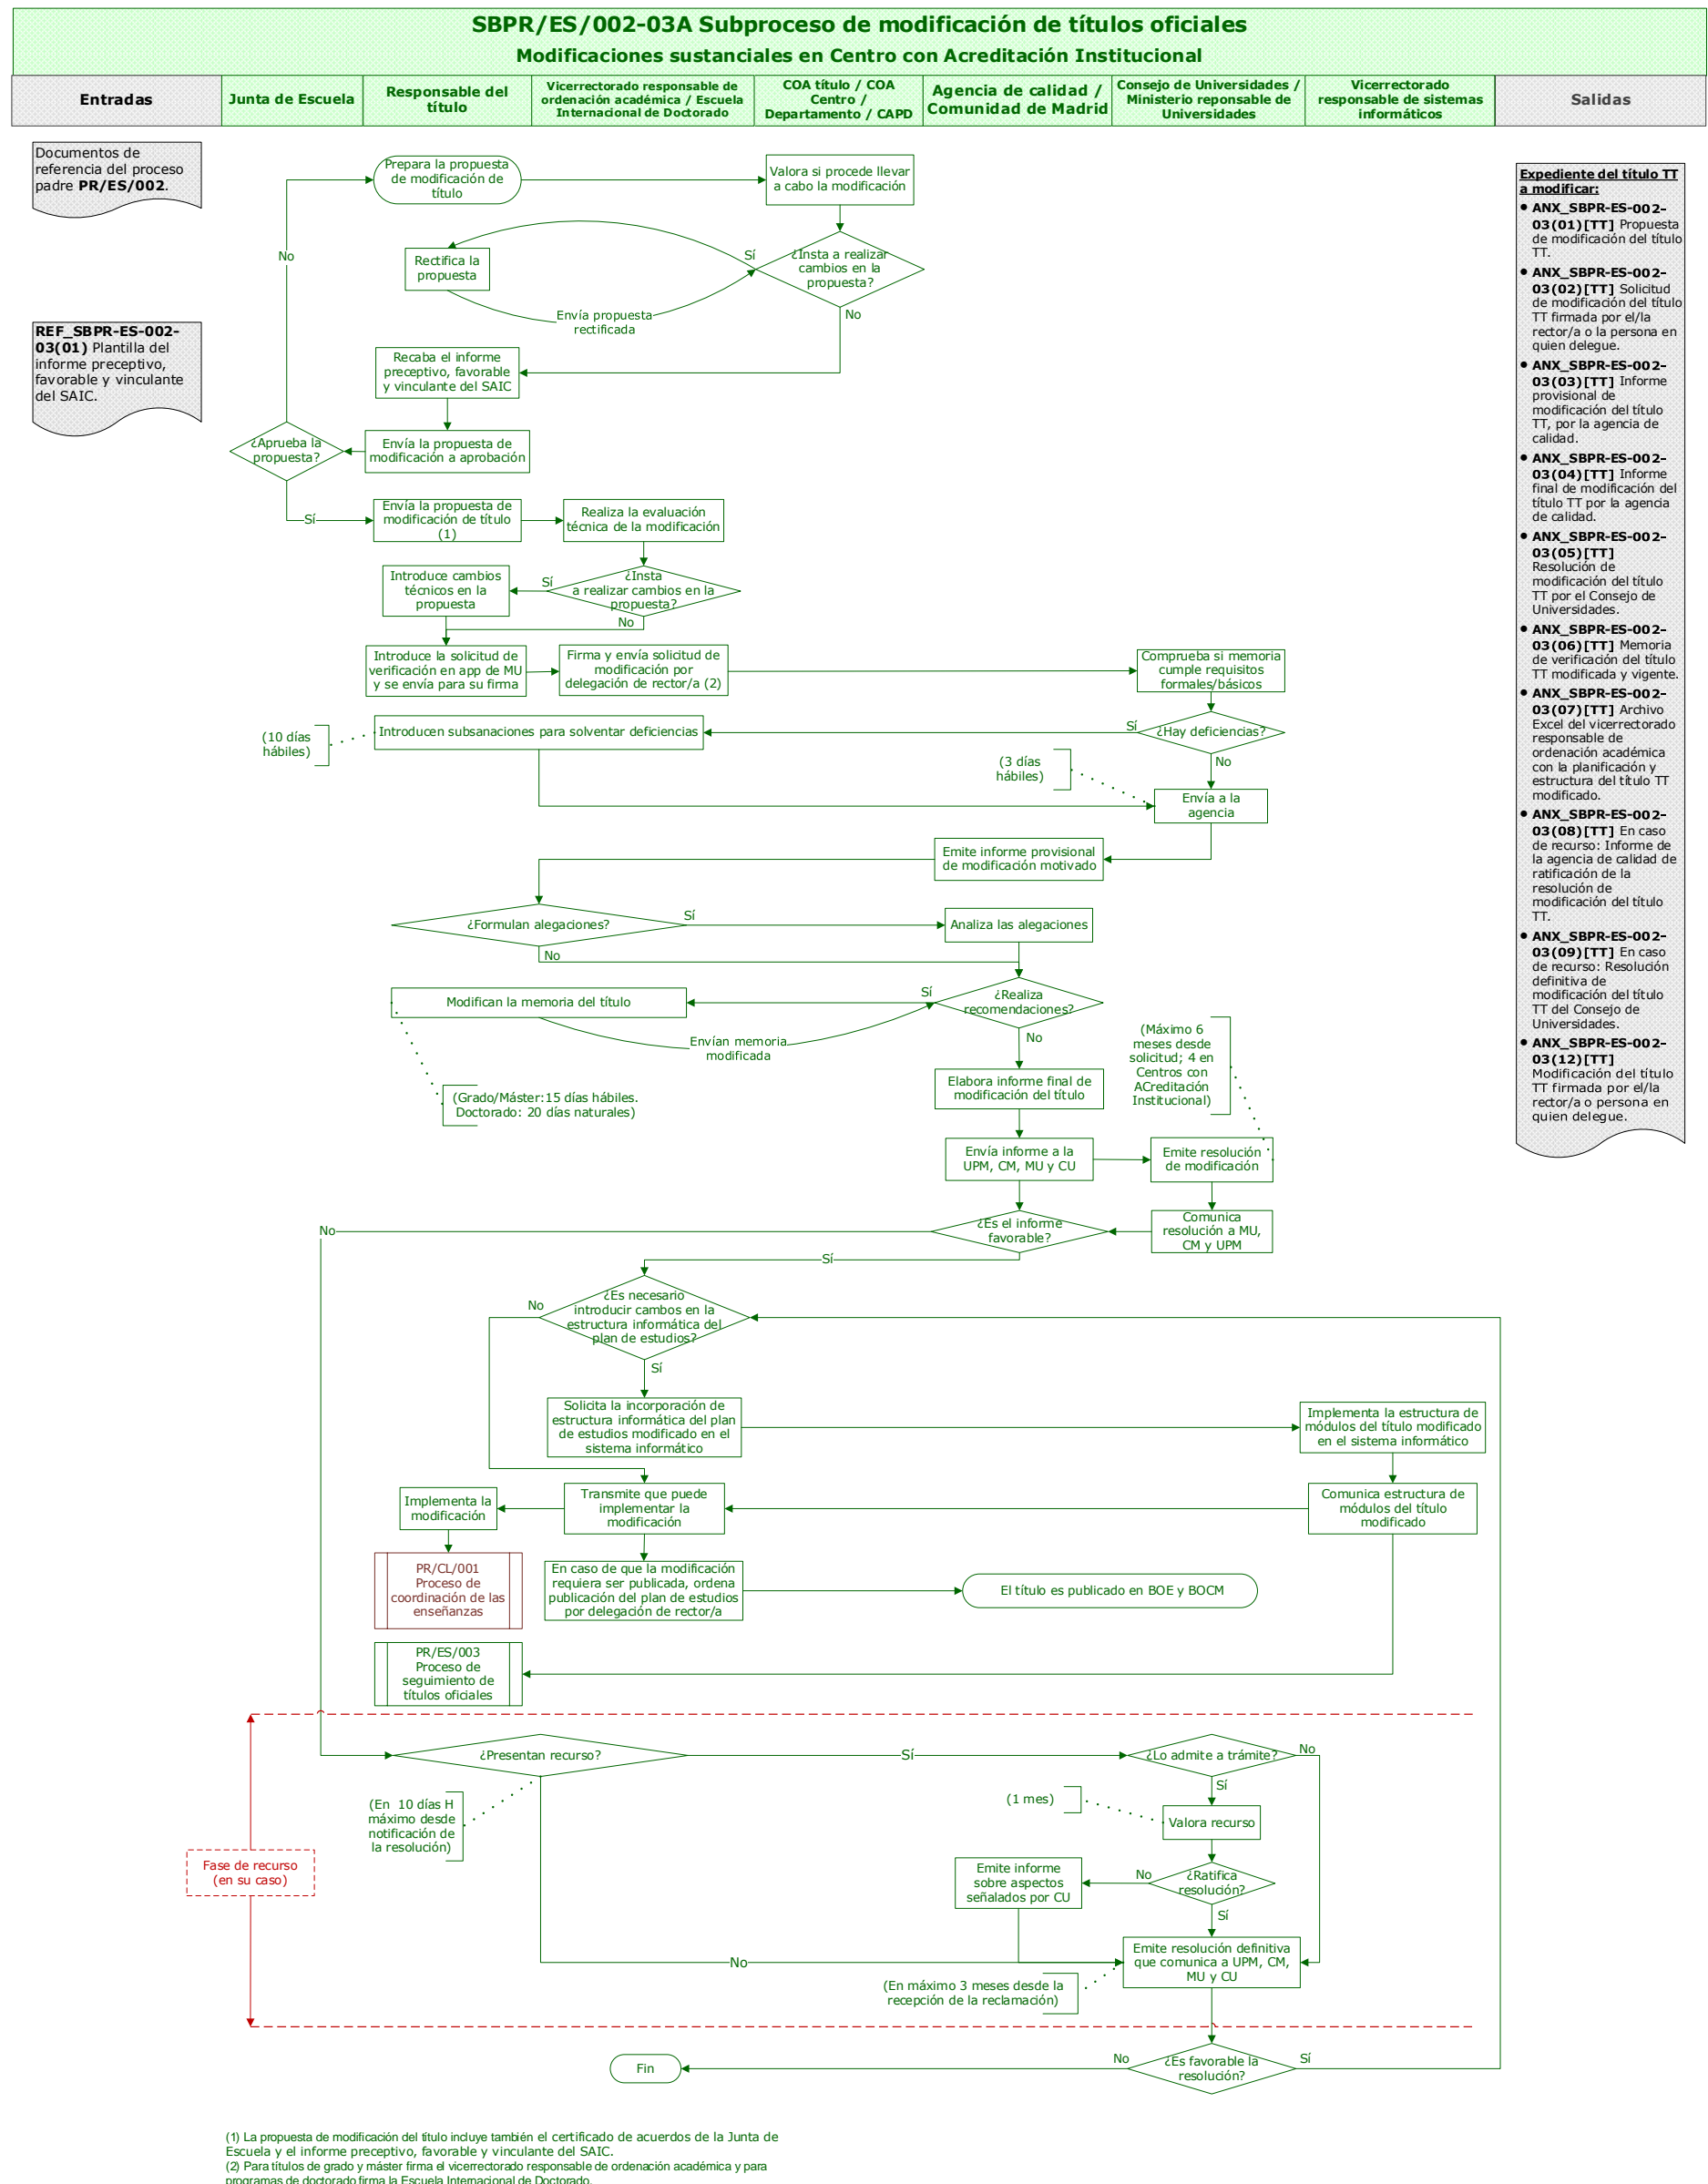 SBPR/ES/002-03A Subproceso de modificación de títulos oficiales
Modificaciones sustanciales en Centro con Acreditación Institucional
Entradas
Junta de Escuela
Responsable del
título
Vicerrectorado responsable de
ordenación académica / Escuela
Internacional de Doctorado
COA título / COA
Centro /
Departamento / CAPD
Agencia de calidad /
Comunidad de Madrid
Consejo de Universidades /
Ministerio reponsable de
Universidades
Vicerrectorado
responsable de sistemas
informáticos
Salidas
Documentos de
referencia del proceso
padre PR/ES/002.
REF_SBPR-ES-002-
03(01) Plantilla del
informe preceptivo,
favorable y vinculante
del SAIC.
Prepara la propuesta
de modificación de
título
Valora si procede llevar
a cabo la modificación
No
Rectifica la
propuesta
Sí
¿Insta a realizar
cambios en la
propuesta?
Envía propuesta
rectificada
No
Recaba el informe
preceptivo, favorable
y vinculante del SAIC
¿Aprueba la
propuesta?
Envía la propuesta de
modificación a aprobación
Sí
Envía la propuesta de
modificación de título
(1)
Realiza la evaluación
técnica de la modificación
Introduce cambios
técnicos en la
propuesta
Sí
¿Insta
a realizar cambios en la
propuesta?
No
Introduce la solicitud de
verificación en app de MU
y se envía para su firma
Firma y envía solicitud de
modificación por
delegación de rector/a (2)
Comprueba si memoria
cumple requisitos
formales/básicos
(10 días
hábiles)
Introducen subsanaciones para solventar deficiencias
Sí
¿Hay deficiencias?
No
(3 días
hábiles)
Envía a la
agencia
Emite informe provisional
de modificación motivado
¿Formulan alegaciones?
Sí
Analiza las alegaciones
No
Modifican la memoria del título
Sí
¿Realiza
recomendaciones?
Envían memoria
modificada
No
(Máximo 6
meses desde
solicitud; 4 en
Centros con
ACreditación
Institucional)
(Grado/Máster:15 días hábiles.
Doctorado: 20 días naturales)
Elabora informe final de
modificación del título
Envía informe a la
UPM, CM, MU y CU
Emite resolución
de modificación
No
¿Es el informe
favorable?
Comunica
resolución a MU,
CM y UPM
Sí
No
¿Es necesario
introducir cambos en la
estructura informática del
plan de estudios?
Sí
Solicita la incorporación de
estructura informática del plan
de estudios modificado en el
sistema informático
Implementa la estructura de
módulos del título modificado
en el sistema informático
Implementa la
modificación
Transmite que puede
implementar la
modificación
Comunica estructura de
módulos del título
modificado
PR/CL/001
Proceso de
coordinación de las
enseñanzas
En caso de que la modificación
requiera ser publicada, ordena
publicación del plan de estudios
por delegación de rector/a
El título es publicado en BOE y BOCM
PR/ES/003
Proceso de
seguimiento de
títulos oficiales
¿Presentan recurso?
Sí
¿Lo admite a trámite?
No
Sí
(En  10 días H
máximo desde
notificación de
la resolución)
(1 mes)
Valora recurso
Fase de recurso
(en su caso)
Emite informe
sobre aspectos
señalados por CU
No
¿Ratifica
resolución?
Sí
No
Emite resolución definitiva
que comunica a UPM, CM,
MU y CU
(En máximo 3 meses desde la
recepción de la reclamación)
Fin
No
¿Es favorable la
resolución?
Sí
Expediente del título TT
a modificar:
• ANX_SBPR-ES-002-
03(01)[TT] Propuesta
de modificación del título
TT.
• ANX_SBPR-ES-002-
03(02)[TT] Solicitud
de modificación del título
TT firmada por el/la
rector/a o la persona en
quien delegue.
• ANX_SBPR-ES-002-
03(03)[TT] Informe
provisional de
modificación del título
TT, por la agencia de
calidad.
• ANX_SBPR-ES-002-
03(04)[TT] Informe
final de modificación del
título TT por la agencia
de calidad.
• ANX_SBPR-ES-002-
03(05)[TT]
Resolución de
modificación del título
TT por el Consejo de
Universidades.
• ANX_SBPR-ES-002-
03(06)[TT] Memoria
de verificación del título
TT modificada y vigente.
• ANX_SBPR-ES-002-
03(07)[TT] Archivo
Excel del vicerrectorado
responsable de
ordenación académica
con la planificación y
estructura del título TT
modificado.
• ANX_SBPR-ES-002-
03(08)[TT] En caso
de recurso: Informe de
la agencia de calidad de
ratificación de la
resolución de
modificación del título
TT.
• ANX_SBPR-ES-002-
03(09)[TT] En caso
de recurso: Resolución
definitiva de
modificación del título
TT del Consejo de
Universidades.
• ANX_SBPR-ES-002-
03(12)[TT]
Modificación del título
TT firmada por el/la
rector/a o persona en
quien delegue.
(1) La propuesta de modificación del título incluye también el certificado de acuerdos de la Junta de
Escuela y el informe preceptivo, favorable y vinculante del SAIC.
(2) Para títulos de grado y máster firma el vicerrectorado responsable de ordenación académica y para
programas de doctorado firma la Escuela Internacional de Doctorado.